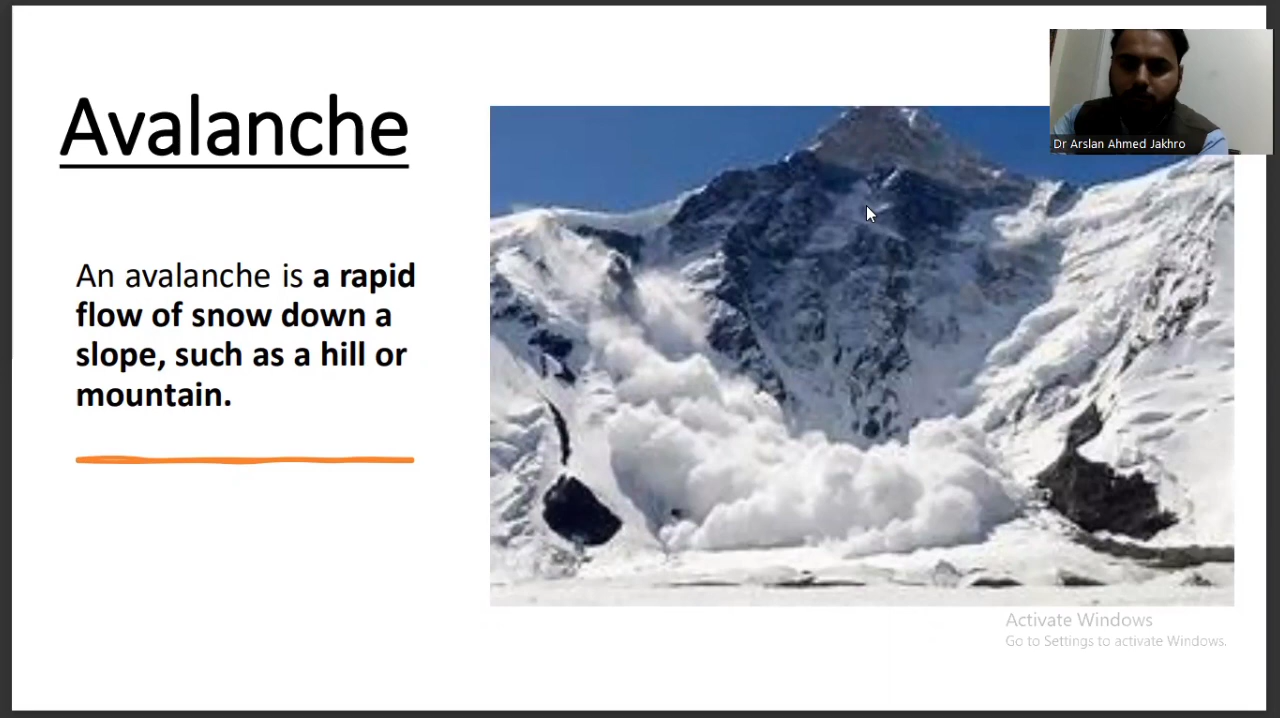 Avalanche
Dr Arslan Ahmed Jakhro
An avalanche is a rapid
flow of snow down a
slope, such as a hill or
mountain.
Activate Windows
Go to Settings to activate Windows.